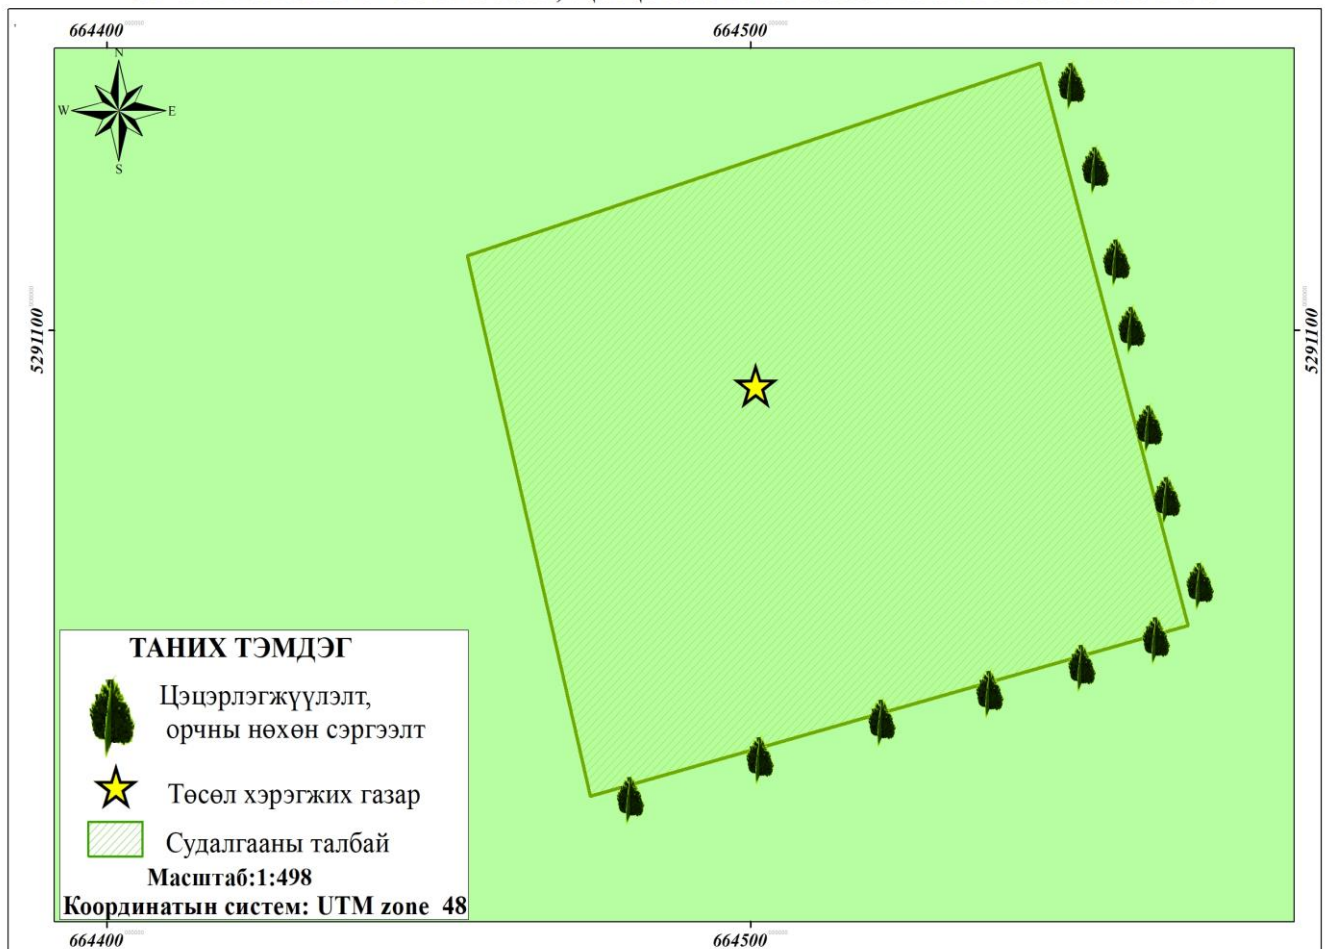 664400
664500
N
W
E
S
5291100
5291100
ТАНИХ ТЭМДЭГ
Цэцэрлэгжүүлэлт,
орчны нөхөн сэргээлт
Төсөл хэрэгжих газар
Судалгааны талбай
Масштаб:1:498
Координатын систем: UTM zone 48
664400
664500